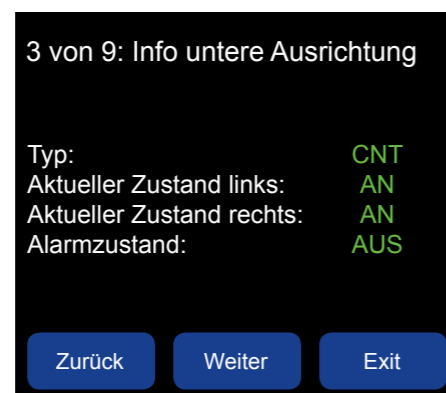 3 von 9: Info untere Ausrichtung
Typ: CNT
Aktueller Zustand links: AN
Aktueller Zustand rechts: AN
Alarmzustand: AUS
Zurück Weiter Exit